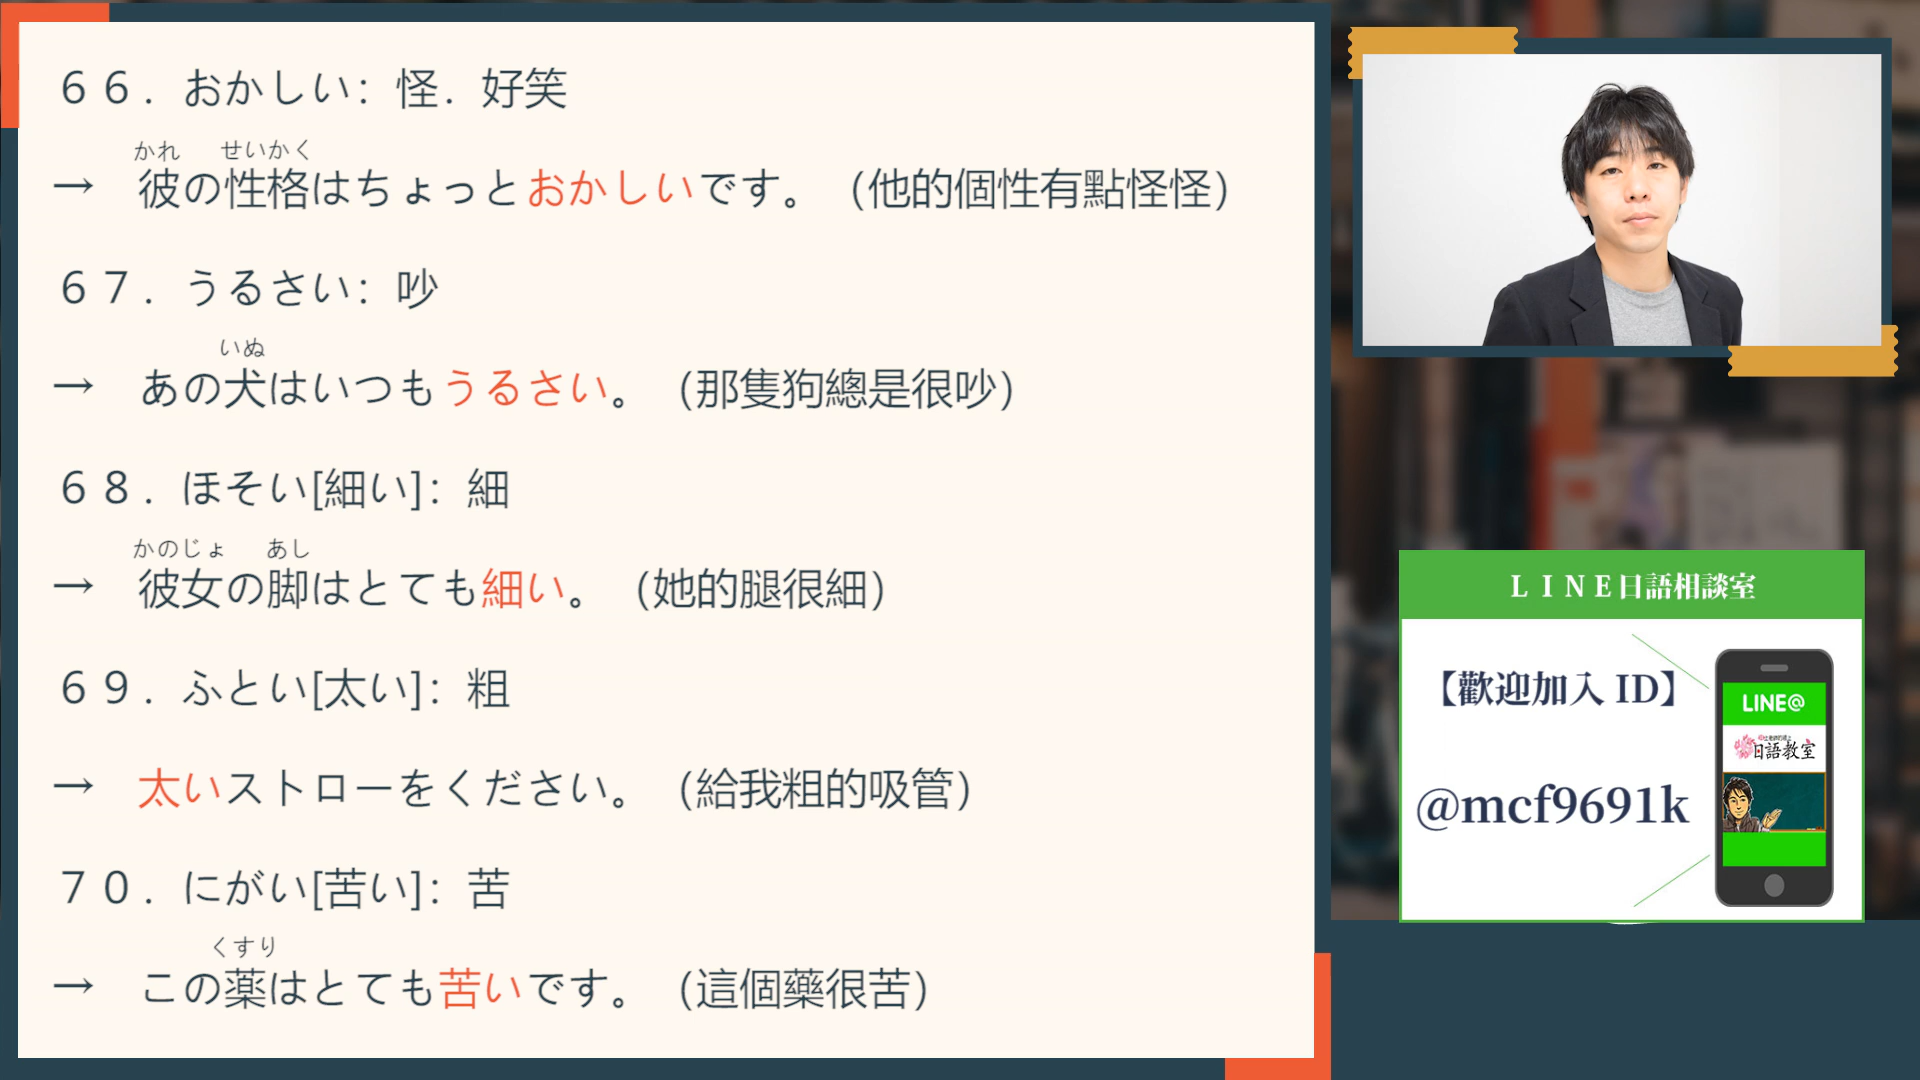 ６６．おかしい：怪．好笑
かれ せいかく
→ 彼の性格はちょっとおかしいです。（他的個性有點怪怪）
６７．うるさい：吵
いぬ
→ あの犬はいつもうるさい。（那隻狗總是很吵）
６８．ほそい[細い]：細
かのじょ あし
→ 彼女の脚はとても細い。（她的腿很細）
６９．ふとい[太い]：粗
→ 太いストローをください。（給我粗的吸管）
７０．にがい[苦い]：苦
くすり
→ この薬はとても苦いです。（這個藥很苦）
ＬＩＮＥ日語相談室
【歡迎加入 ID】
@mcf9691k
LINE@
日語教室